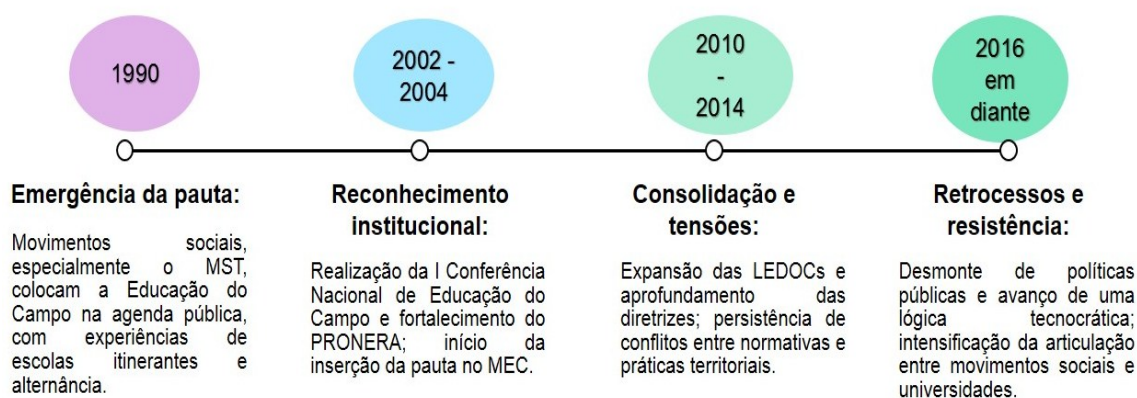 1990
2002 -
2004
2010
-
2014
2016
em
diante
Emergência da pauta:
Movimentos sociais,
especialmente o MST,
colocam a Educação do
Campo na agenda pública,
com experiências de
escolas itinerantes e
alternância.
Reconhecimento
institucional:
Realização da I Conferência
Nacional de Educação do
Campo e fortalecimento do
PRONERA; início da
inserção da pauta no MEC.
Consolidação e
tensões:
Expansão das LEDOCs e
aprofundamento das
diretrizes; persistência de
conflitos entre normativas e
práticas territoriais.
Retrocessos e
resistência:
Desmonte de políticas
públicas e avanço de uma
lógica tecnocrática;
intensificação da articulação
entre movimentos sociais e
universidades.